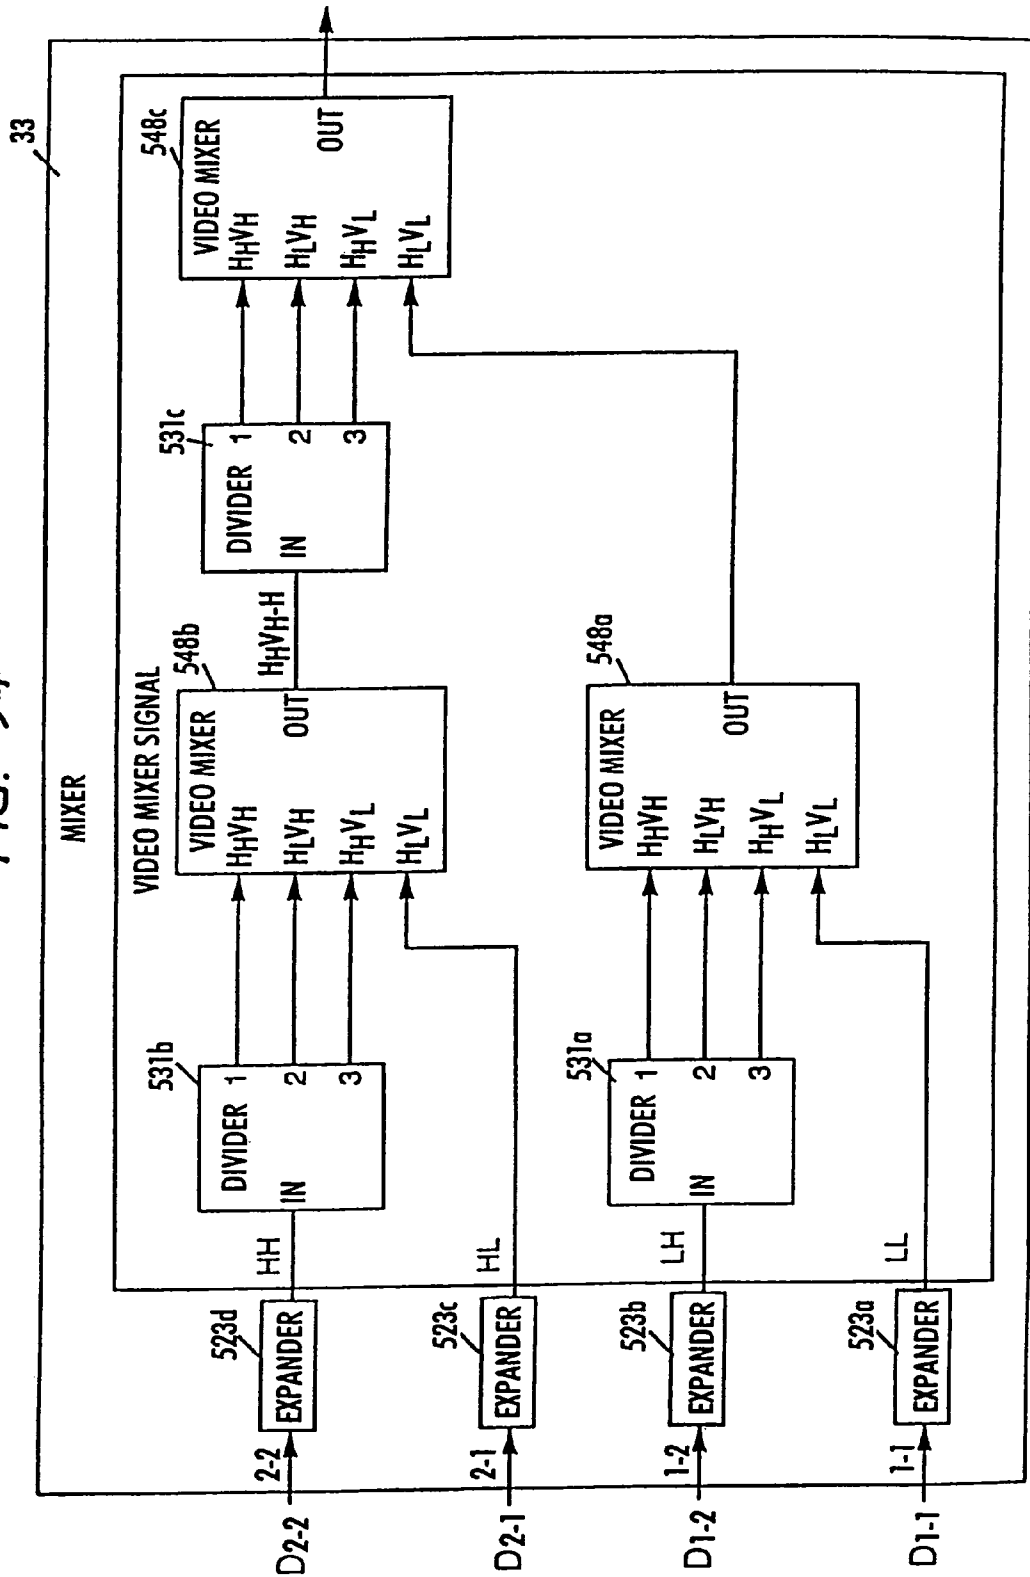 33
MIXER
VIDEO MIXER SIGNAL
D2-2
2-2
EXPANDER
523d
HH
DIVIDER
IN
1
2
3
531b
VIDEO MIXER
HHVH
HLVH
HHVL
HLVL
OUT
548b
HHVH-H
DIVIDER
IN
1
2
3
531c
VIDEO MIXER
HHVH
HLVH
HHVL
HLVL
OUT
548c
D2-1
2-1
EXPANDER
523c
HL
D1-2
1-2
EXPANDER
523b
LH
DIVIDER
IN
1
2
3
531a
VIDEO MIXER
HHVH
HLVH
HHVL
HLVL
OUT
548a
D1-1
1-1
EXPANDER
523a
LL